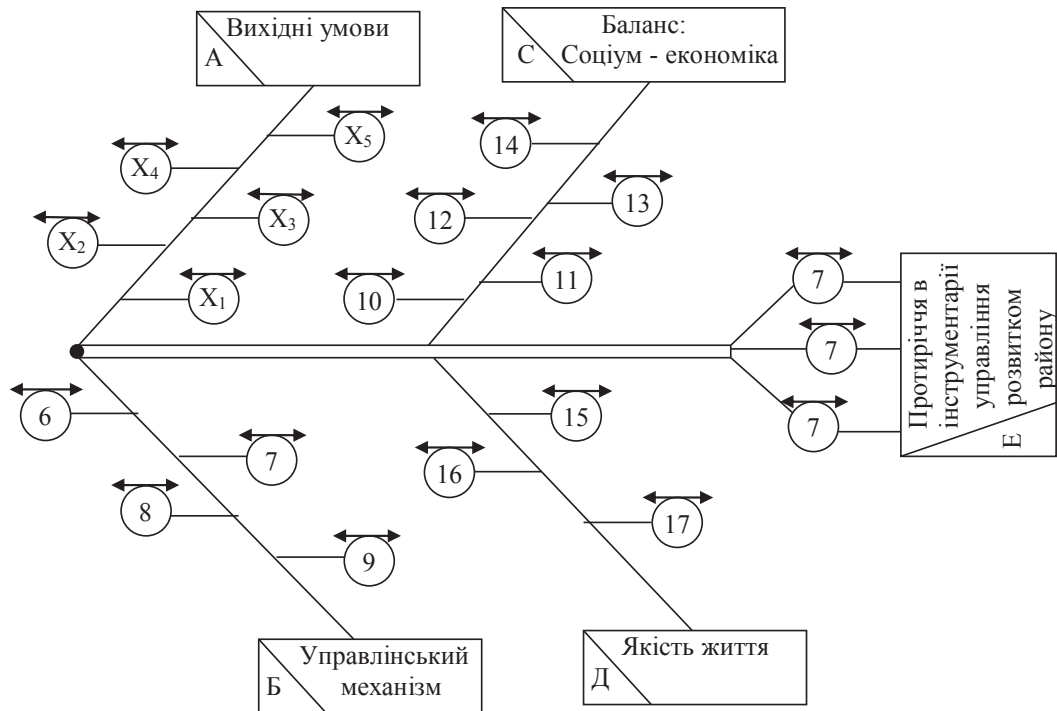 Вихідні умови
А
Баланс:
Соціум - економіка
С
X5
14
X4
13
12
X3
X2
11
10
X1
7
7
7
Протиріччя в
інструментарії
управління
розвитком
району
Е
6
15
7
16
8
17
9
Управлінський
механізм
Б
Якість життя
Д